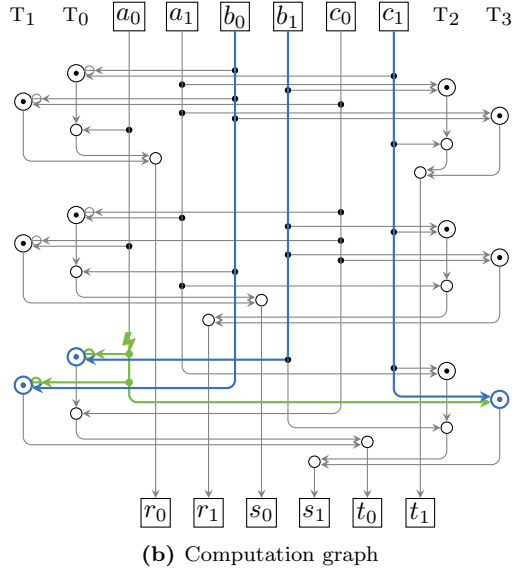 T₁ T₀ a₀ a₁ b₀ b₁ c₀ c₁ T₂ T₃
r₀ r₁ s₀ s₁ t₀ t₁
(b) Computation graph